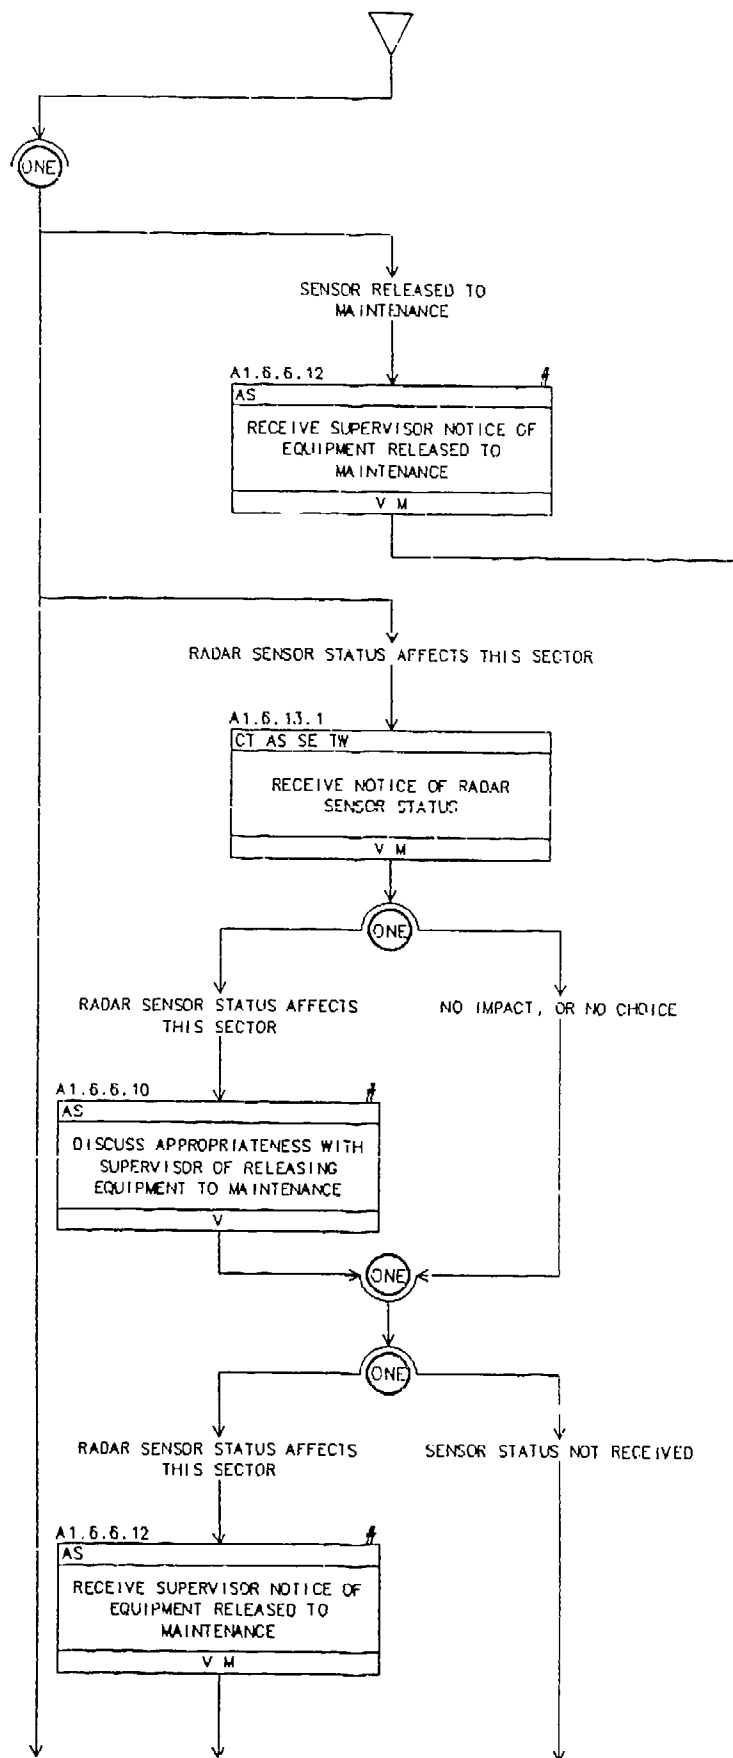 ONE
SENSOR RELEASED TO
MAINTENANCE
A1.6.6.12 #
AS
RECEIVE SUPERVISOR NOTICE OF
EQUIPMENT RELEASED TO
MAINTENANCE
V M
RADAR SENSOR STATUS AFFECTS THIS SECTOR
A1.6.13.1
CT AS SE TW
RECEIVE NOTICE OF RADAR
SENSOR STATUS
V M
ONE
RADAR SENSOR STATUS AFFECTS
THIS SECTOR
NO IMPACT, OR NO CHOICE
A1.6.6.10 #
AS
DISCUSS APPROPRIATENESS WITH
SUPERVISOR OF RELEASING
EQUIPMENT TO MAINTENANCE
V
ONE
ONE
RADAR SENSOR STATUS AFFECTS
THIS SECTOR
SENSOR STATUS NOT RECEIVED
A1.6.6.12 #
AS
RECEIVE SUPERVISOR NOTICE OF
EQUIPMENT RELEASED TO
MAINTENANCE
V M